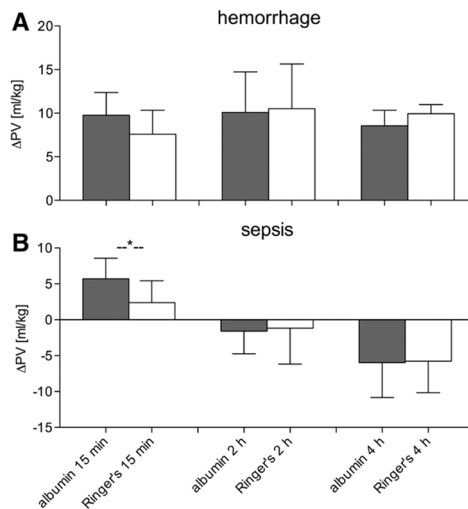 A
hemorrhage
ΔPV [ml/kg]
20
15
10
5
0
B
sepsis
--*--
ΔPV [ml/kg]
10
5
0
-5
-10
-15
albumin 15 min
Ringer's 15 min
albumin 2 h
Ringer's 2 h
albumin 4 h
Ringer's 4 h